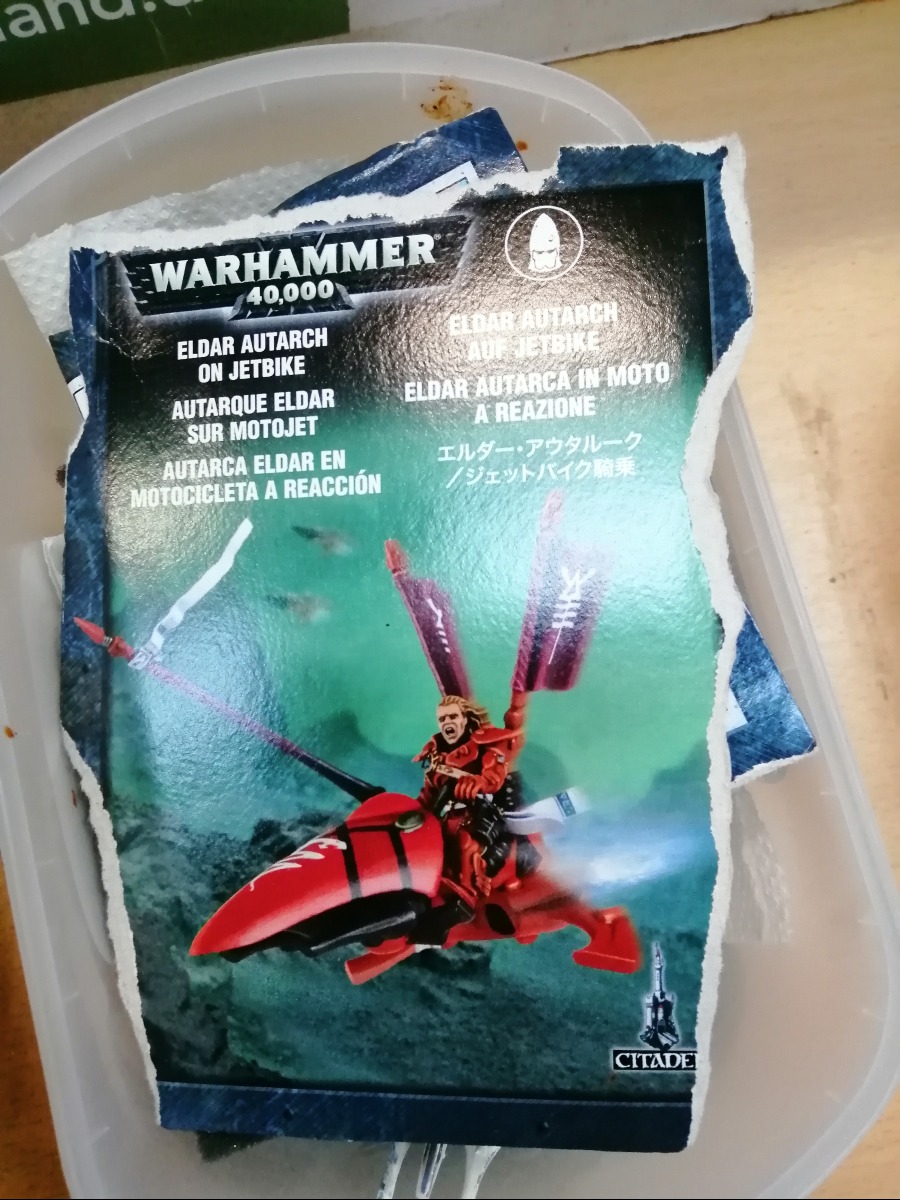 WARHAMMER
40,000
ELDAR AUTARCH
ON JETBIKE
AUTARQUE ELDAR
SUR MOTOJET
AUTARCA ELDAR EN
MOTOCICLETA A REACCIÓN
ELDAR AUTARCH
AUF JETBIKE
ELDAR AUTARCA IN MOTO
A REAZIONE
エルダー・アウタルーク
／ジェットバイク騎乗
CITADE